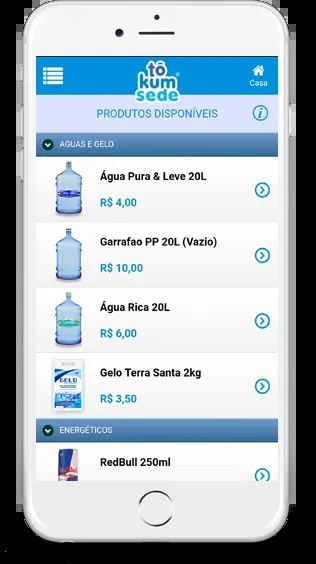 tô
kum
sede
Casa
PRODUTOS DISPONÍVEIS
AGUAS E GELO
Água Pura & Leve 20L
R$ 4,00
Garrafao PP 20L (Vazio)
R$ 10,00
Água Rica 20L
R$ 6,00
Gelo Terra Santa 2kg
R$ 3,50
GELO
ENERGÉTICOS
RedBull 250ml